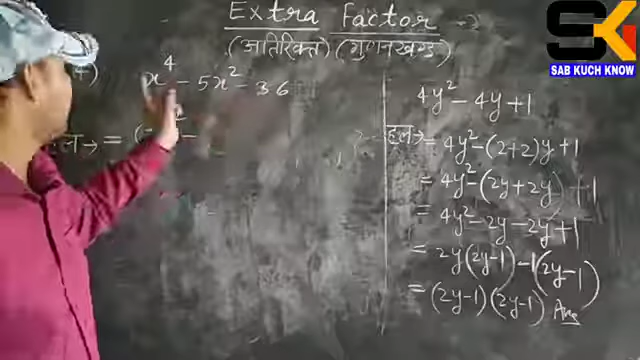 Extra Factor
(अतिरिक्त) (गुणनखण्ड)
x⁴ - 5x² - 36
हल→ =
4y² - 4y + 1
हल→ = 4y² - (2+2)y + 1
= 4y² - (2y + 2y) + 1
= 4y² - 2y - 2y + 1
= 2y(2y-1) - 1(2y-1)
= (2y-1)(2y-1) Ans
SK
SAB KUCH KNOW